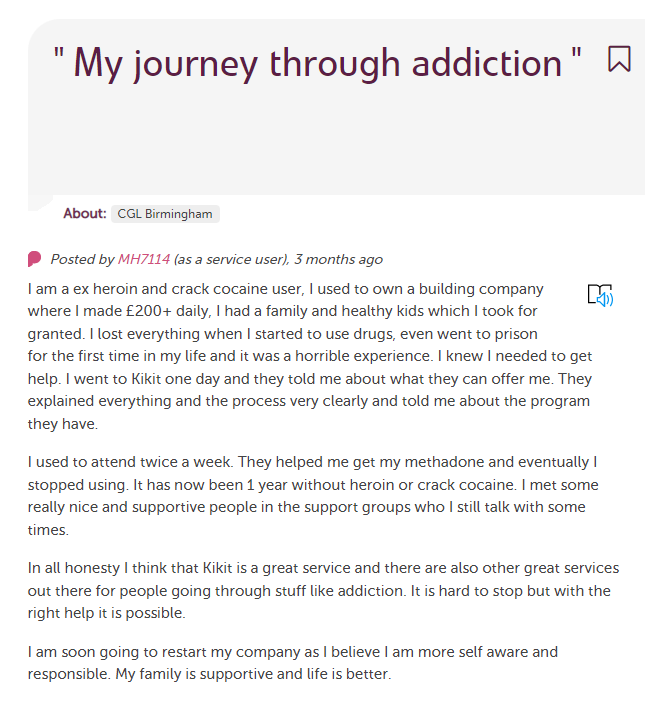 " My journey through addiction "
About: CGL Birmingham
Posted by MH7114 (as a service user), 3 months ago
I am a ex heroin and crack cocaine user, I used to own a building company
where I made £200+ daily, I had a family and healthy kids which I took for
granted. I lost everything when I started to use drugs, even went to prison
for the first time in my life and it was a horrible experience. I knew I needed to get
help. I went to Kikit one day and they told me about what they can offer me. They
explained everything and the process very clearly and told me about the program
they have.
I used to attend twice a week. They helped me get my methadone and eventually I
stopped using. It has now been 1 year without heroin or crack cocaine. I met some
really nice and supportive people in the support groups who I still talk with some
times.
In all honesty I think that Kikit is a great service and there are also other great services
out there for people going through stuff like addiction. It is hard to stop but with the
right help it is possible.
I am soon going to restart my company as I believe I am more self aware and
responsible. My family is supportive and life is better.